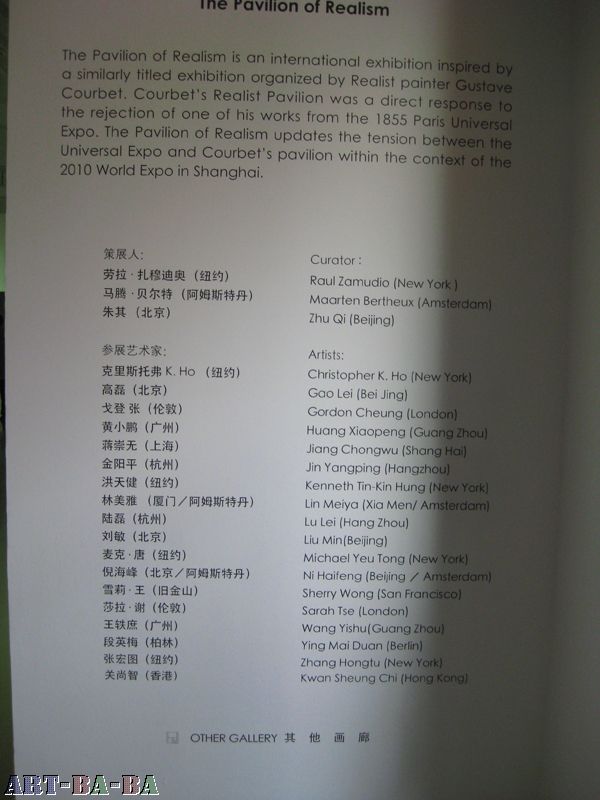 The Pavilion of Realism
The Pavilion of Realism is an international exhibition inspired by
a similarly titled exhibition organized by Realist painter Gustave
Courbet. Courbet's Realist Pavilion was a direct response to
the rejection of one of his works from the 1855 Paris Universal
Expo. The Pavilion of Realism updates the tension between the
Universal Expo and Courbet's pavilion within the context of the
2010 World Expo in Shanghai.
策展人:
劳拉·扎穆迪奥（纽约）
马腾·贝尔特（阿姆斯特丹）
朱其（北京）
Curator :
Raul Zamudio (New York )
Maarten Bertheux (Amsterdam)
Zhu Qi (Beijing)
参展艺术家:
克里斯托弗 K. Ho （纽约）
高磊（北京）
戈登 张（伦敦）
黄小鹏（广州）
蒋崇无（上海）
金阳平（杭州）
洪天健（纽约）
林美雅 （厦门／阿姆斯特丹）
陆磊（杭州）
刘敏（北京）
麦克·唐（纽约）
倪海峰（北京／阿姆斯特丹）
雪莉·王（旧金山）
莎拉·谢（伦敦）
王轶庶（广州）
段英梅（柏林）
张宏图（纽约）
关尚智（香港）
Artists:
Christopher K. Ho (New York)
Gao Lei (Bei Jing)
Gordon Cheung (London)
Huang Xiaopeng (Guang Zhou)
Jiang Chongwu (Shang Hai)
Jin Yangping (Hangzhou)
Kenneth Tin-Kin Hung (New York)
Lin Meiya (Xia Men/ Amsterdam)
Lu Lei (Hang Zhou)
Liu Min(Beijing)
Michael Yeu Tong (New York)
Ni Haifeng (Beijing ／ Amsterdam)
Sherry Wong (San Francisco)
Sarah Tse (London)
Wang Yishu(Guang Zhou)
Ying Mai Duan (Berlin)
Zhang Hongtu (New York)
Kwan Sheung Chi (Hong Kong)
OTHER GALLERY 其 他 画 廊
ART-BA-BA